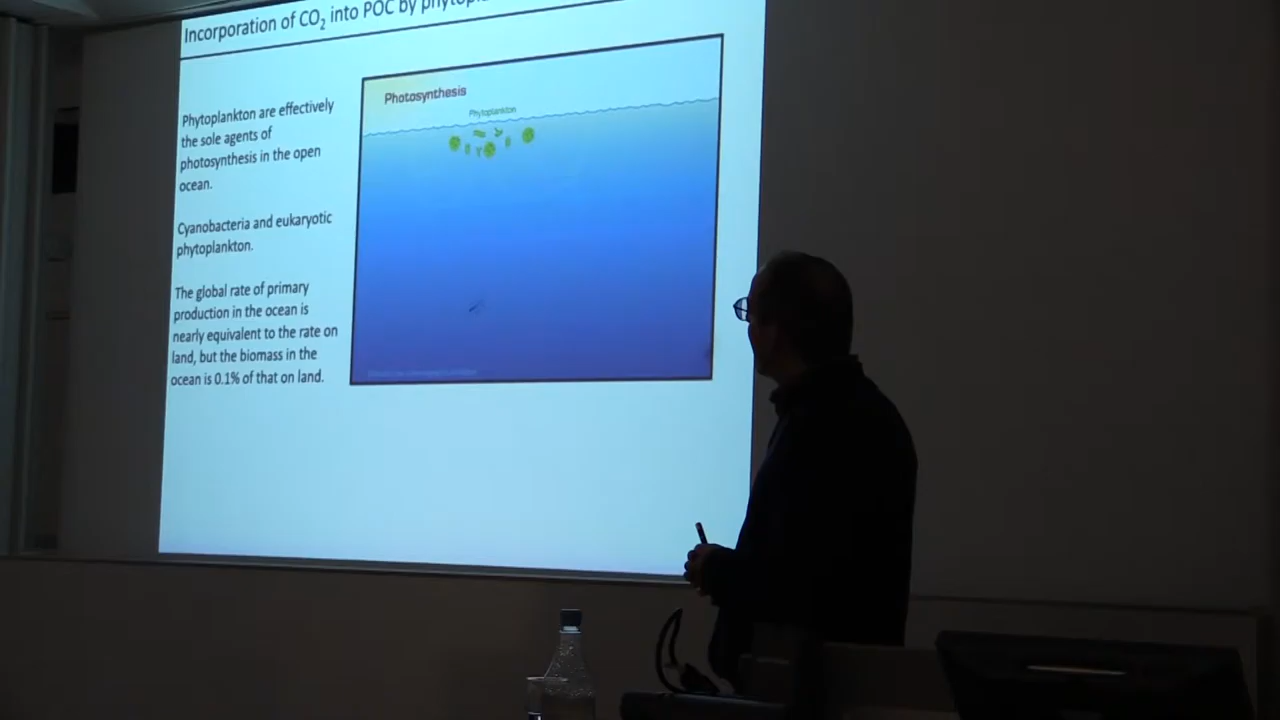 Incorporation of CO₂ into POC by
Phytoplankton are effectively
the sole agents of
photosynthesis in the open
ocean.
Cyanobacteria and eukaryotic
phytoplankton.
The global rate of primary
production in the ocean is
nearly equivalent to the rate on
land, but the biomass in the
ocean is 0.1% of that on land.
Photosynthesis
Phytoplankton